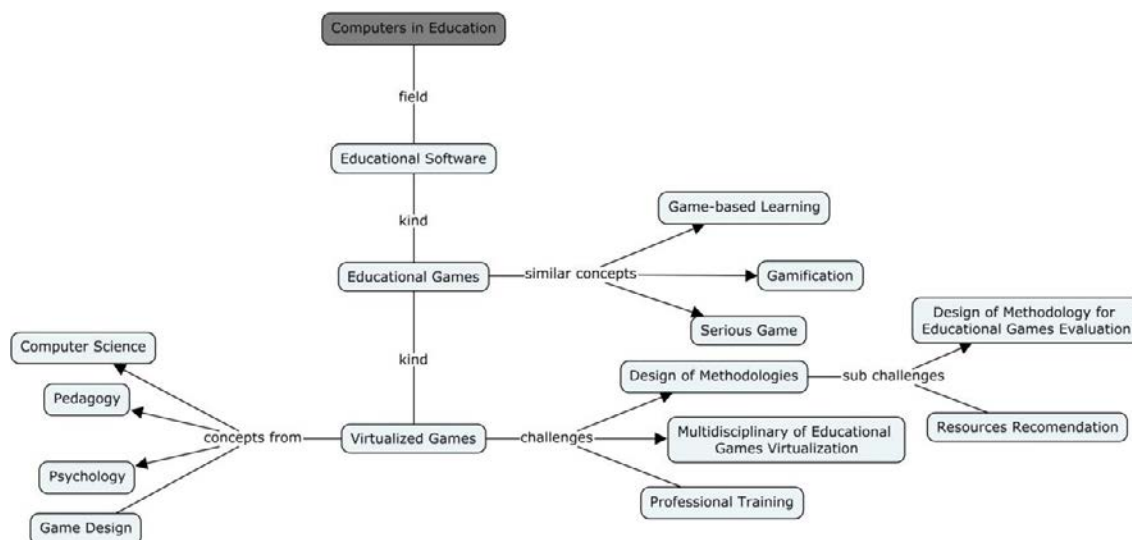 Computers in Education
field
Educational Software
kind
Game-based Learning
Educational Games
similar concepts
Gamification
Serious Game
Design of Methodology for
Educational Games Evaluation
Computer Science
kind
Design of Methodologies
sub challenges
Pedagogy
Resources Recomendation
concepts from
Virtualized Games
challenges
Multidisciplinary of Educational
Games Virtualization
Psychology
Professional Training
Game Design